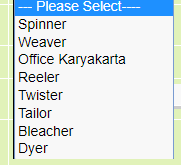 --- Please Select----
Spinner
Weaver
Office Karyakarta
Reeler
Twister
Tailor
Bleacher
Dyer